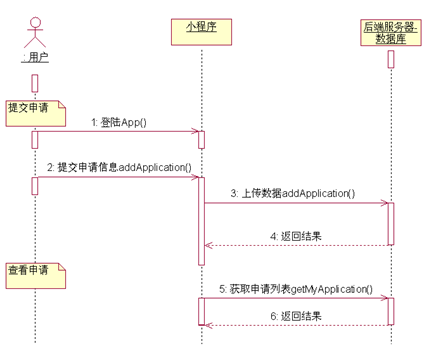 小程序
后端服务器-
数据库
: 用户
提交申请
1: 登陆App()
2: 提交申请信息addApplication()
3: 上传数据addApplication()
4: 返回结果
查看申请
5: 获取申请列表getMyApplication()
6: 返回结果